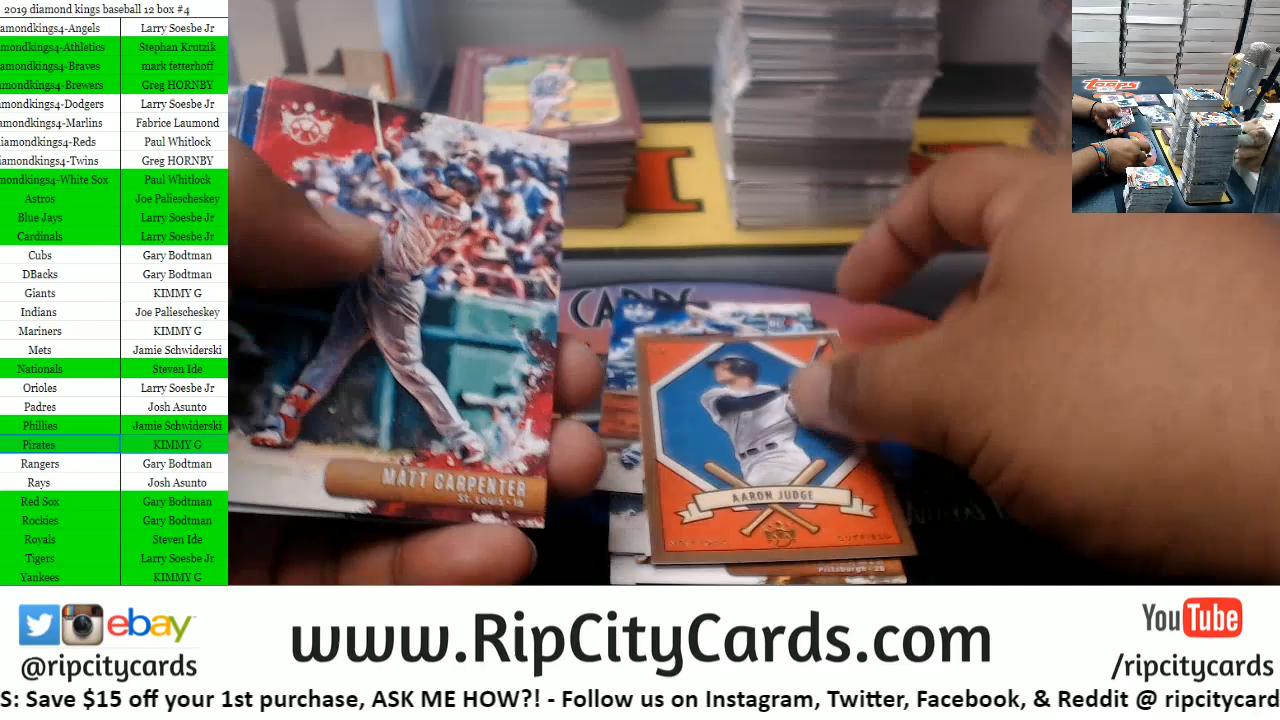 2019 diamond kings baseball 12 box #4
amondkings4-Angels Larry Soesbe Jr
mondkings4-Athletics Stephan Krutzik
amondkings4-Braves mark fetterhoff
mondkings4-Brewers Greg HORNBY
amondkings4-Dodgers Larry Soesbe Jr
amondkings4-Marlins Fabrice Laumond
iamondkings4-Reds Paul Whitlock
iamondkings4-Twins Greg HORNBY
mondkings4-White Sox Paul Whitlock
Astros Joe Paliescheskey
Blue Jays Larry Soesbe Jr
Cardinals Larry Soesbe Jr
Cubs Gary Bodtman
DBacks Gary Bodtman
Giants KIMMY G
Indians Joe Paliescheskey
Mariners KIMMY G
Mets Jamie Schwiderski
Nationals Steven Ide
Orioles Larry Soesbe Jr
Padres Josh Asunto
Phillies Jamie Schwiderski
Pirates KIMMY G
Rangers Gary Bodtman
Rays Josh Asunto
Red Sox Gary Bodtman
Rockies Gary Bodtman
Royals Steven Ide
Tigers Larry Soesbe Jr
Yankees KIMMY G
Topps
CARDS
MATT CARPENTER
ST. LOUIS • 1B
AARON JUDGE
OUTFIELD
Pittsburgh • 2B
ebay
@ripcitycards
www.RipCityCards.com
YouTube
/ripcitycards
S: Save $15 off your 1st purchase, ASK ME HOW?! - Follow us on Instagram, Twitter, Facebook, & Reddit @ ripcitycard